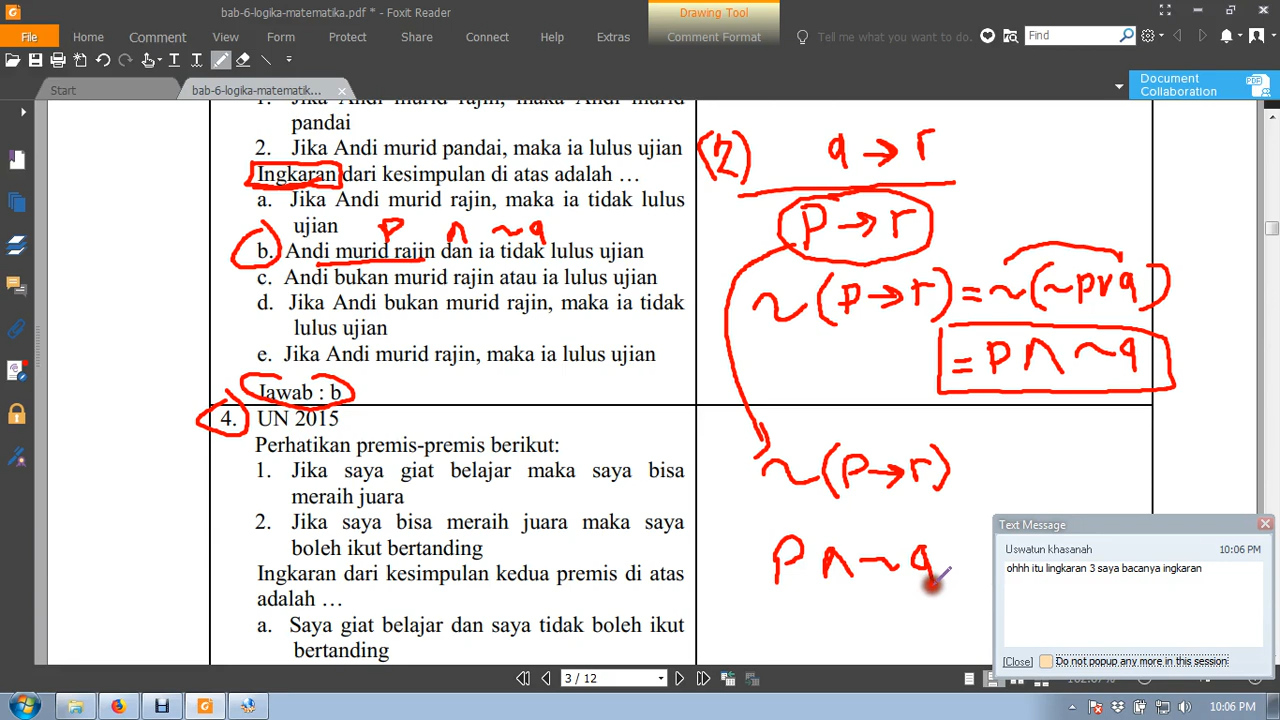 bab-6-logika-matematika.pdf * - Foxit Reader
Drawing Tool
File Home Comment View Form Protect Share Connect Help Extras Comment Format Tell me what you want to do... Find
Start bab-6-logika-matematik...
Document Collaboration
1. Jika Andi murid rajin, maka Andi murid
pandai
2. Jika Andi murid pandai, maka ia lulus ujian
Ingkaran dari kesimpulan di atas adalah …
a. Jika Andi murid rajin, maka ia tidak lulus
ujian
p ∧ ~q
b. Andi murid rajin dan ia tidak lulus ujian
c. Andi bukan murid rajin atau ia lulus ujian
d. Jika Andi bukan murid rajin, maka ia tidak
lulus ujian
e. Jika Andi murid rajin, maka ia lulus ujian
Jawab : b
4. UN 2015
Perhatikan premis-premis berikut:
1. Jika saya giat belajar maka saya bisa
meraih juara
2. Jika saya bisa meraih juara maka saya
boleh ikut bertanding
Ingkaran dari kesimpulan kedua premis di atas
adalah …
a. Saya giat belajar dan saya tidak boleh ikut
bertanding
(2) q → r
p → r
~(p → r) = ~(~p ∨ q)
= p ∧ ~q
~(p → r)
p ∧ ~q
Text Message
Uswatun khasanah 10:06 PM
ohhh itu lingkaran 3 saya bacanya ingkaran
[Close] Do not popup any more in this session
3 / 12
10:06 PM